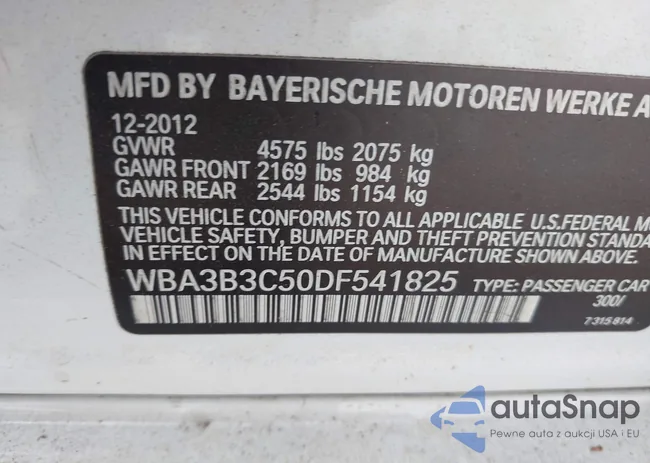 MFD BY BAYERISCHE MOTOREN WERKE A
12-2012
GVWR 4575 lbs 2075 kg
GAWR FRONT 2169 lbs 984 kg
GAWR REAR 2544 lbs 1154 kg
THIS VEHICLE CONFORMS TO ALL APPLICABLE U.S.FEDERAL M
VEHICLE SAFETY, BUMPER AND THEFT PREVENTION STANDA
IN EFFECT ON THE DATE OF MANUFACTURE SHOWN ABOVE.
WBA3B3C50DF541825 TYPE: PASSENGER CAR
300/
7315814
autoSnap
Pewne auta z aukcji USA i EU